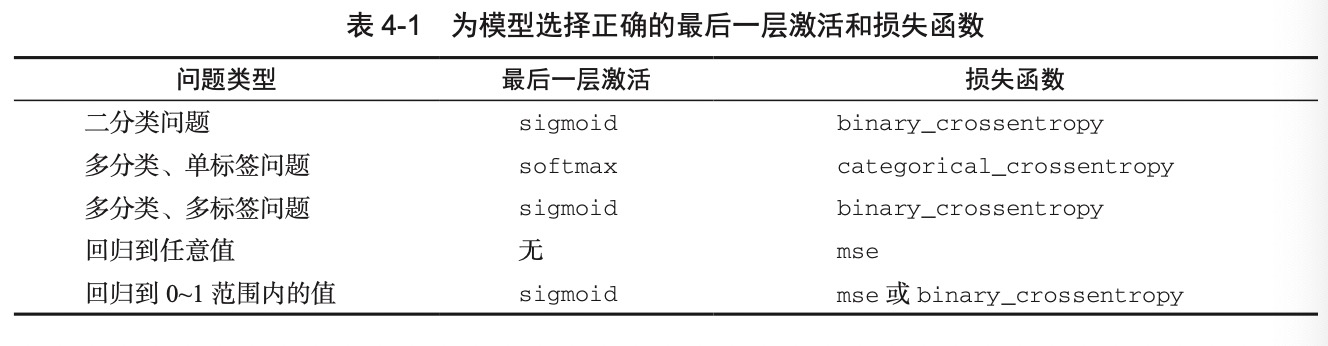 表 4-1 为模型选择正确的最后一层激活和损失函数
问题类型 最后一层激活 损失函数
二分类问题 sigmoid binary_crossentropy
多分类、单标签问题 softmax categorical_crossentropy
多分类、多标签问题 sigmoid binary_crossentropy
回归到任意值 无 mse
回归到 0~1 范围内的值 sigmoid mse 或 binary_crossentropy